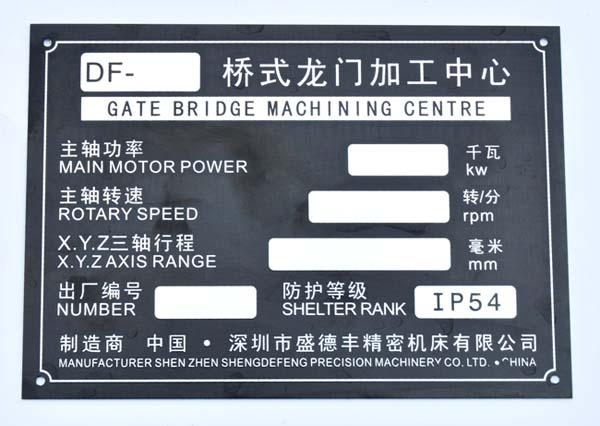 DF- 桥式龙门加工中心
GATE BRIDGE MACHINING CENTRE
主轴功率 千瓦
MAIN MOTOR POWER kw
主轴转速 转/分
ROTARY SPEED rpm
X.Y.Z三轴行程 毫米
X.Y.Z AXIS RANGE mm
出厂编号 防护等级 IP54
NUMBER SHELTER RANK
制造商 中国・深圳市盛德丰精密机床有限公司
MANUFACTURER SHEN ZHEN SHENGDEFENG PRECISION MACHINERY CO. LTD. •CHINA